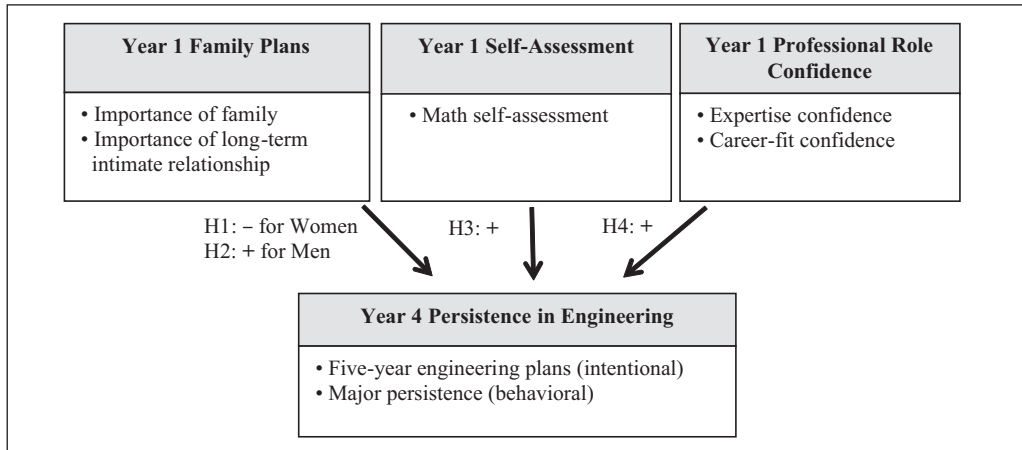 Year 1 Family Plans
• Importance of family
• Importance of long-term
intimate relationship
Year 1 Self-Assessment
• Math self-assessment
Year 1 Professional Role
Confidence
• Expertise confidence
• Career-fit confidence
H1: – for Women
H2: + for Men
H3: +
H4: +
Year 4 Persistence in Engineering
• Five-year engineering plans (intentional)
• Major persistence (behavioral)